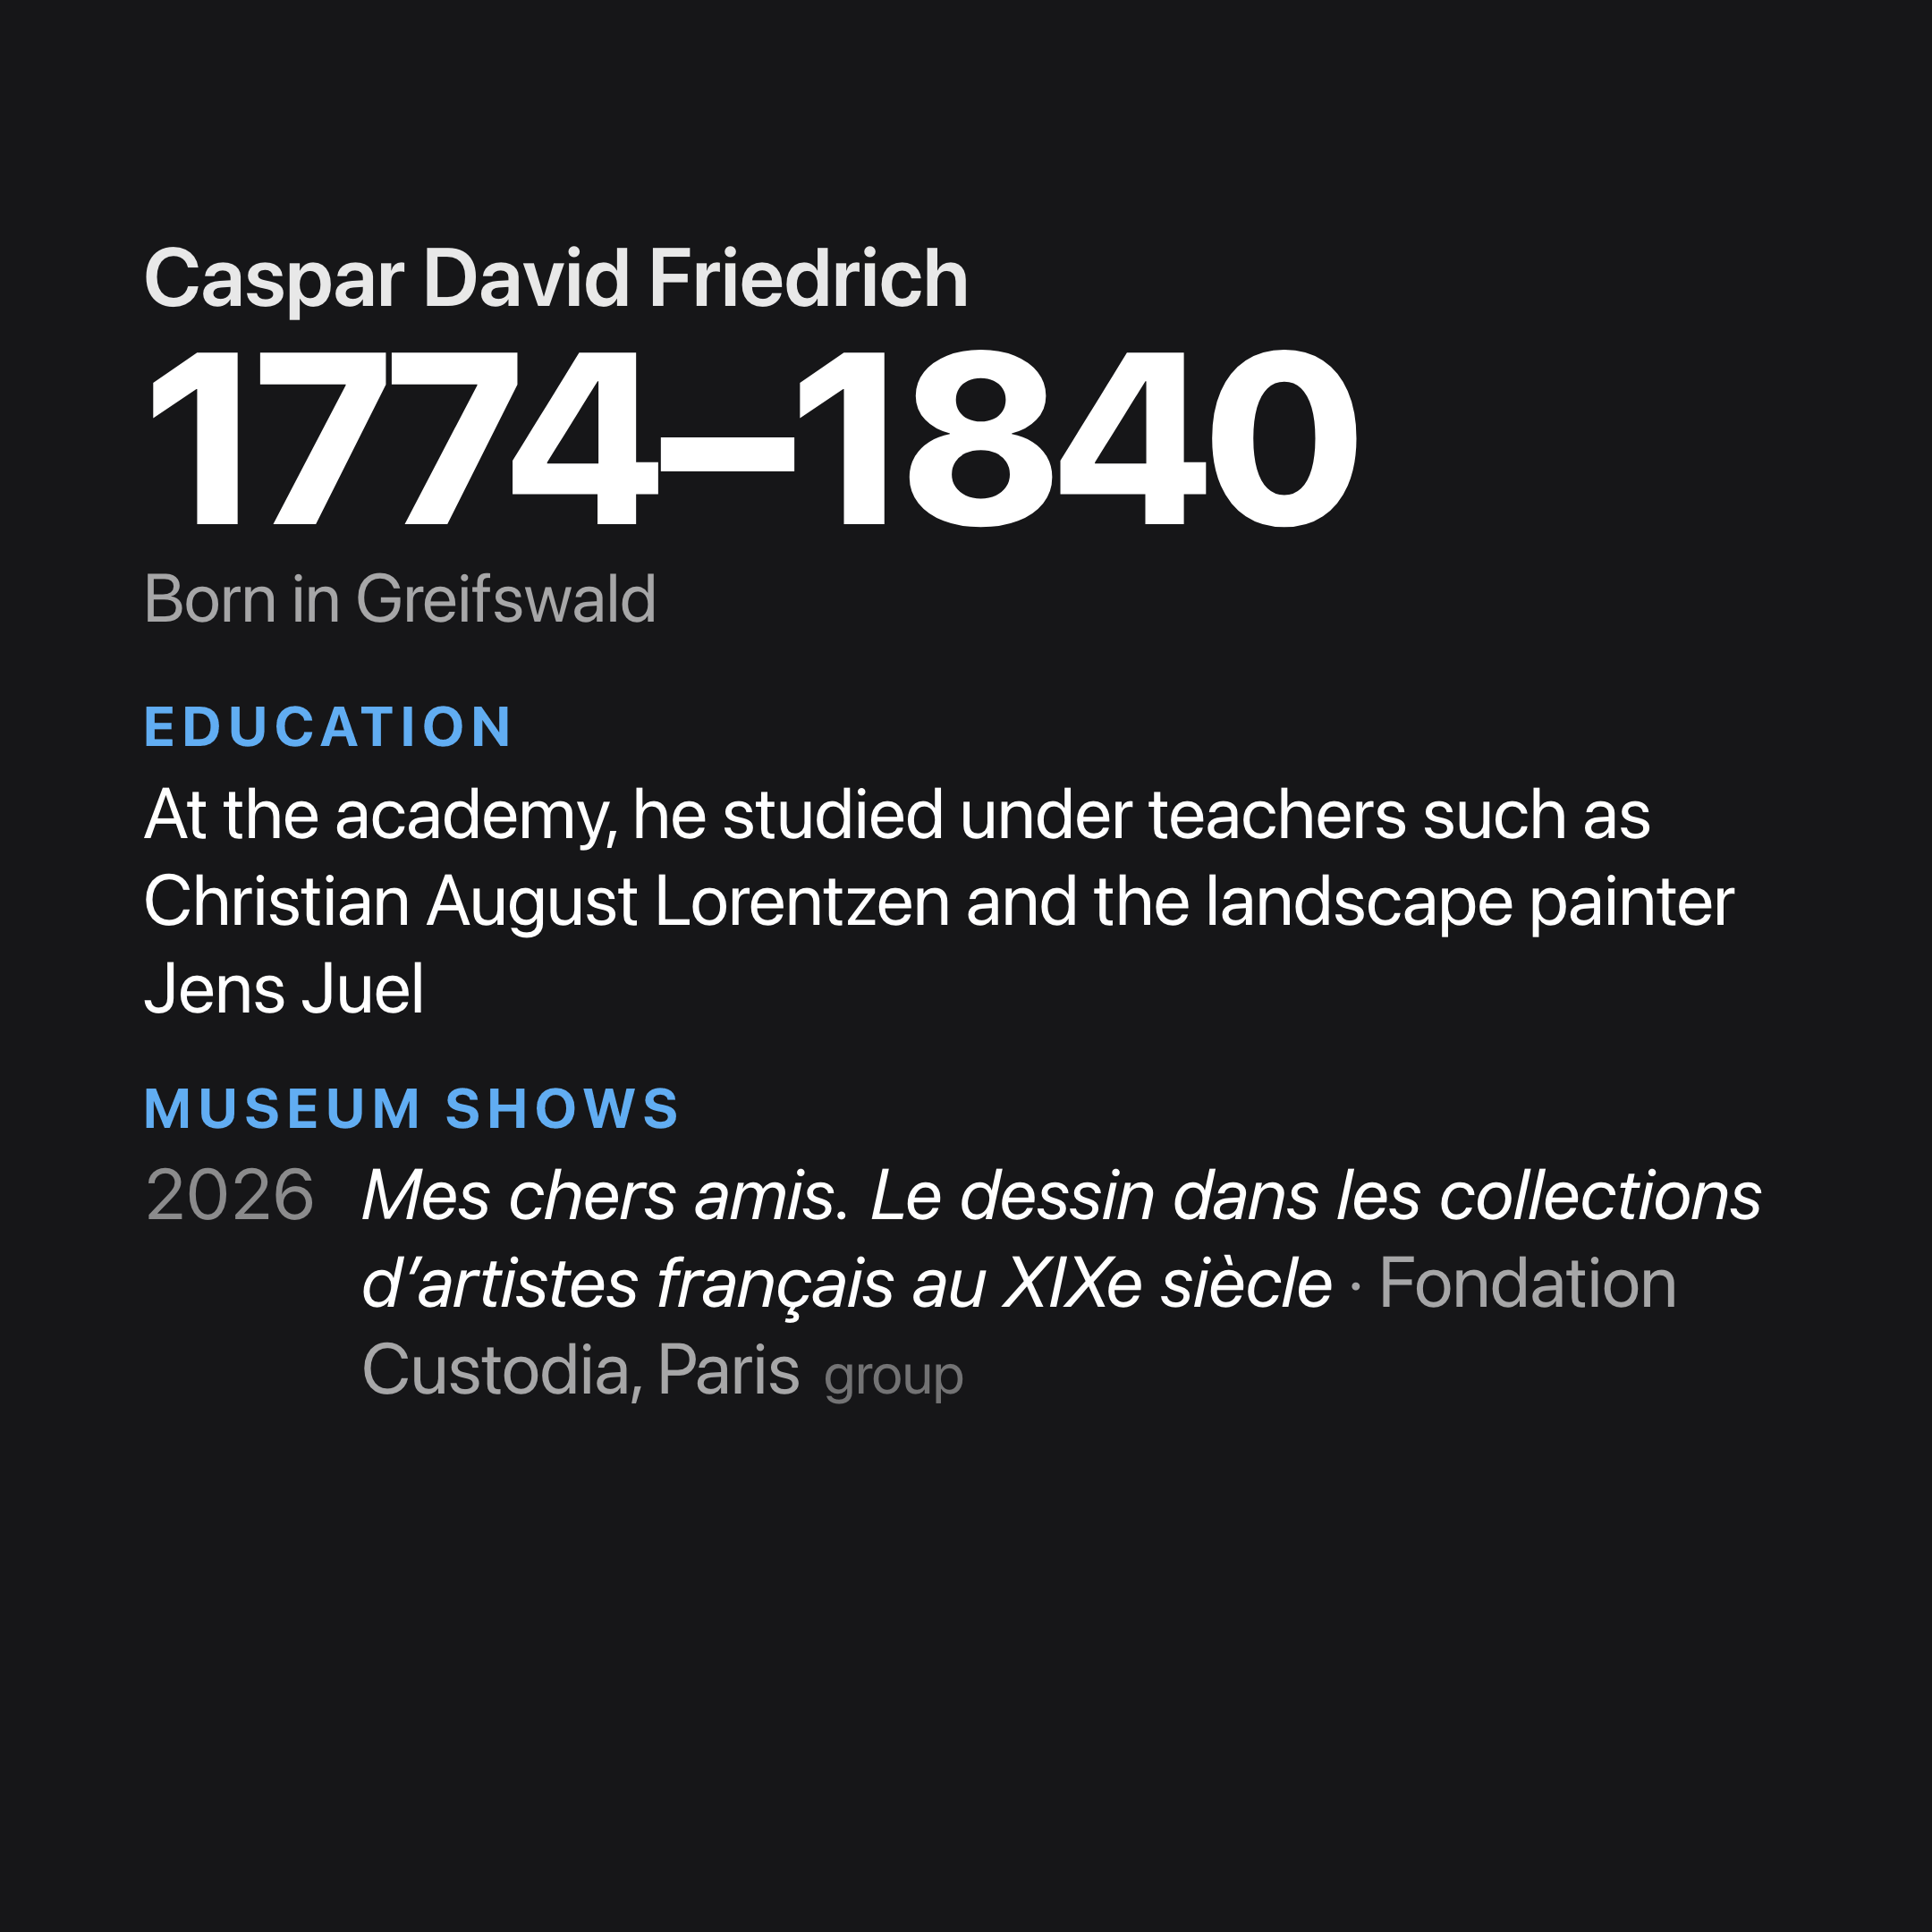 Caspar David Friedrich
1774–1840
Born in Greifswald
EDUCATION
At the academy, he studied under teachers such as
Christian August Lorentzen and the landscape painter
Jens Juel
MUSEUM SHOWS
2026 Mes chers amis. Le dessin dans les collections
d’artistes français au XIXe siècle · Fondation
Custodia, Paris group